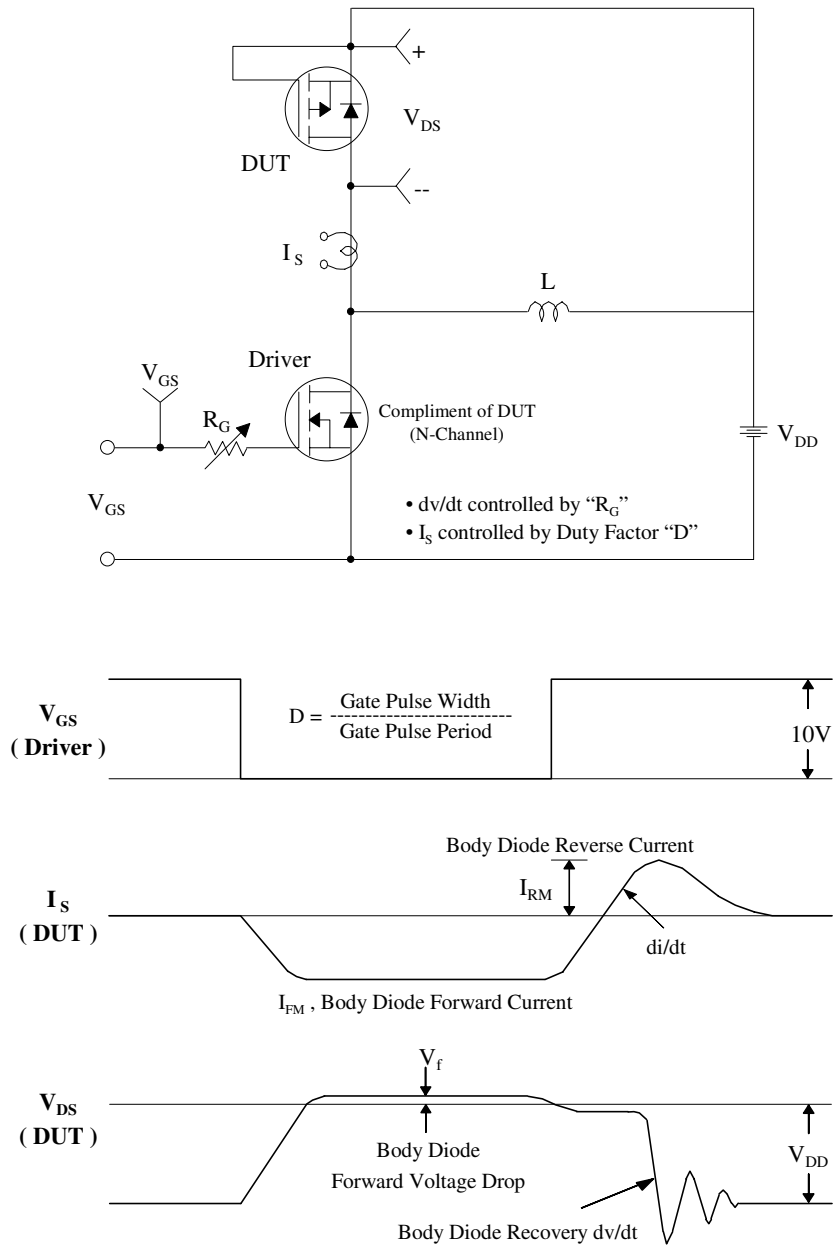 +
V_DS
DUT
--
I_S
L
Driver
V_GS
R_G
Compliment of DUT
(N-Channel)
V_DD
V_GS
• dv/dt controlled by “R_G”
• I_S controlled by Duty Factor “D”
V_GS
( Driver )
D = Gate Pulse Width
--------------------------
Gate Pulse Period
10V
Body Diode Reverse Current
I_S
( DUT )
I_RM
di/dt
I_FM , Body Diode Forward Current
V_f
V_DS
( DUT )
Body Diode
Forward Voltage Drop
V_DD
Body Diode Recovery dv/dt